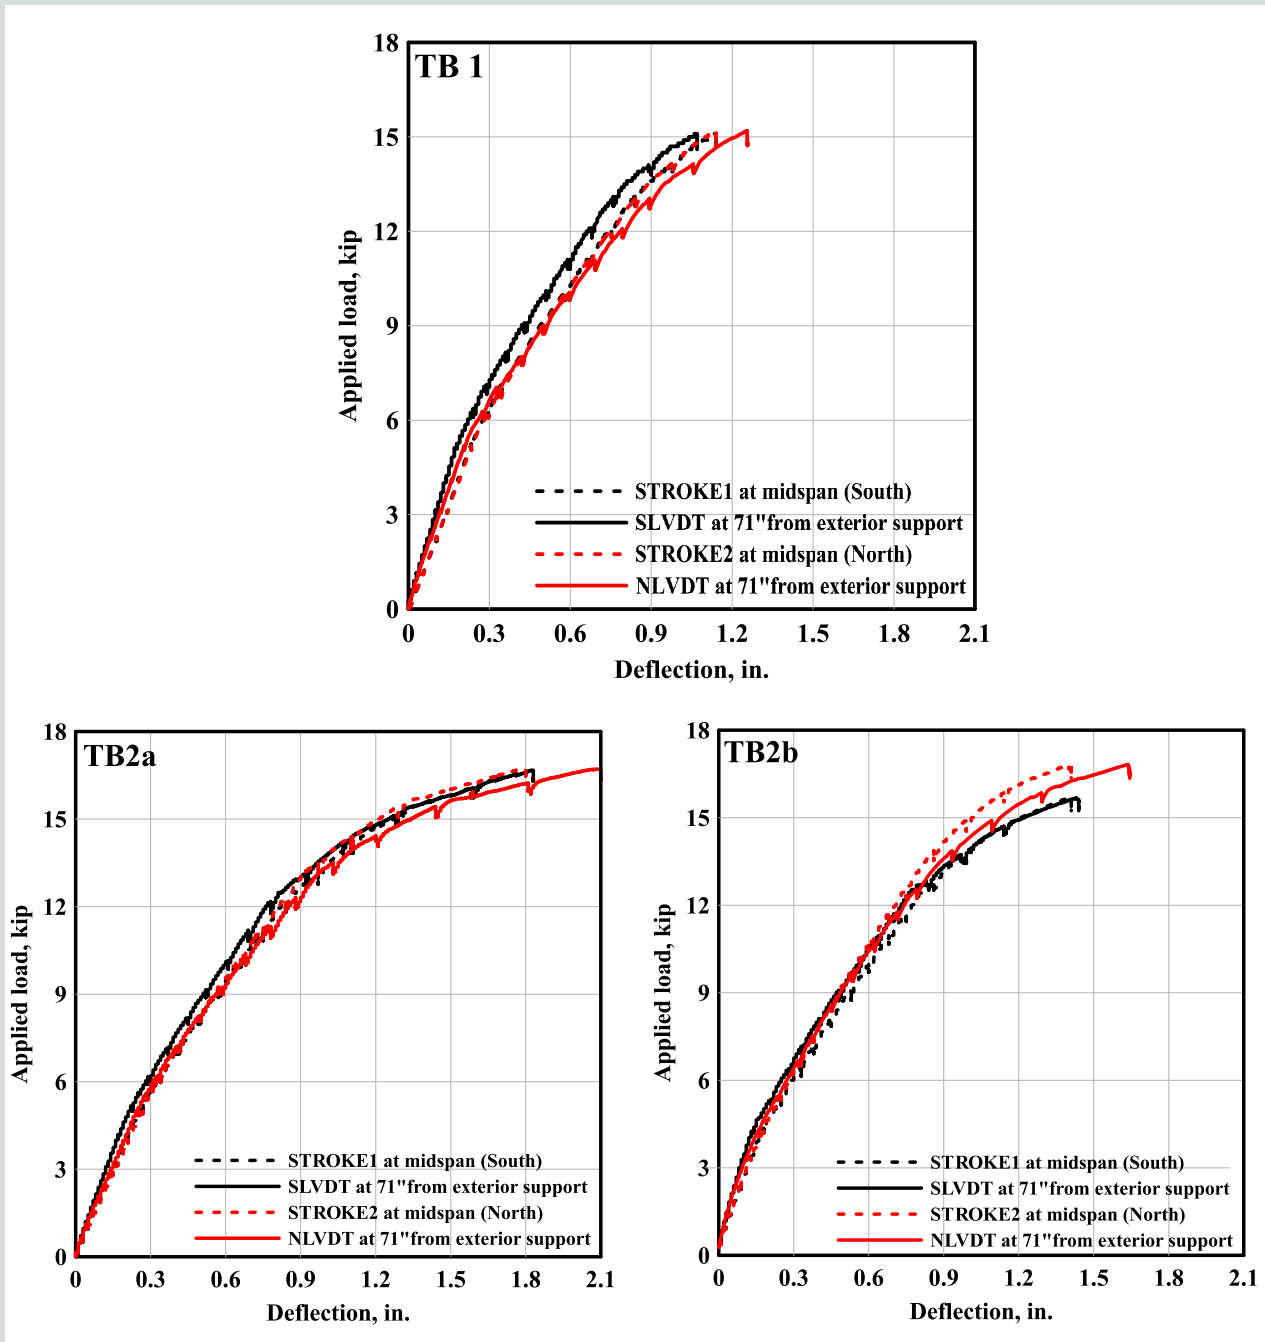 TB 1
18
15
12
9
6
3
0
Applied load, kip
STROKE1 at midspan (South)
SLVDT at 71"from exterior support
STROKE2 at midspan (North)
NLVDT at 71"from exterior support
0 0.3 0.6 0.9 1.2 1.5 1.8 2.1
Deflection, in.
TB2a
18
15
12
9
6
3
0
Applied load, kip
STROKE1 at midspan (South)
SLVDT at 71"from exterior support
STROKE2 at midspan (North)
NLVDT at 71"from exterior support
0 0.3 0.6 0.9 1.2 1.5 1.8 2.1
Deflection, in.
TB2b
18
15
12
9
6
3
0
Applied load, kip
STROKE1 at midspan (South)
SLVDT at 71"from exterior support
STROKE2 at midspan (North)
NLVDT at 71"from exterior support
0 0.3 0.6 0.9 1.2 1.5 1.8 2.1
Deflection, in.